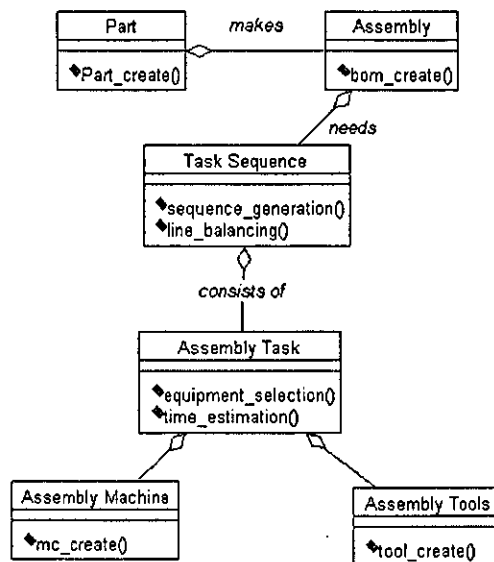 Part
makes
Assembly
Part_create()
bom_create()
needs
Task Sequence
sequence_generation()
line_balancing()
consists of
Assembly Task
equipment_selection()
time_estimation()
Assembly Machine
mc_create()
Assembly Tools
tool_create()